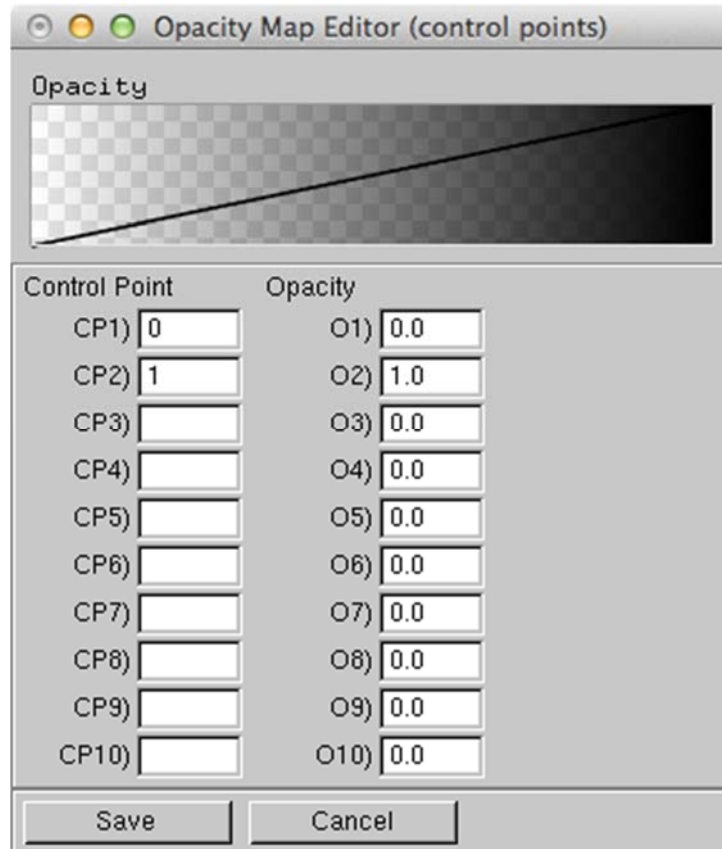 Opacity Map Editor (control points)
Opacity
Control Point Opacity
CP1) 0 O1) 0.0
CP2) 1 O2) 1.0
CP3) O3) 0.0
CP4) O4) 0.0
CP5) O5) 0.0
CP6) O6) 0.0
CP7) O7) 0.0
CP8) O8) 0.0
CP9) O9) 0.0
CP10) O10) 0.0
Save Cancel